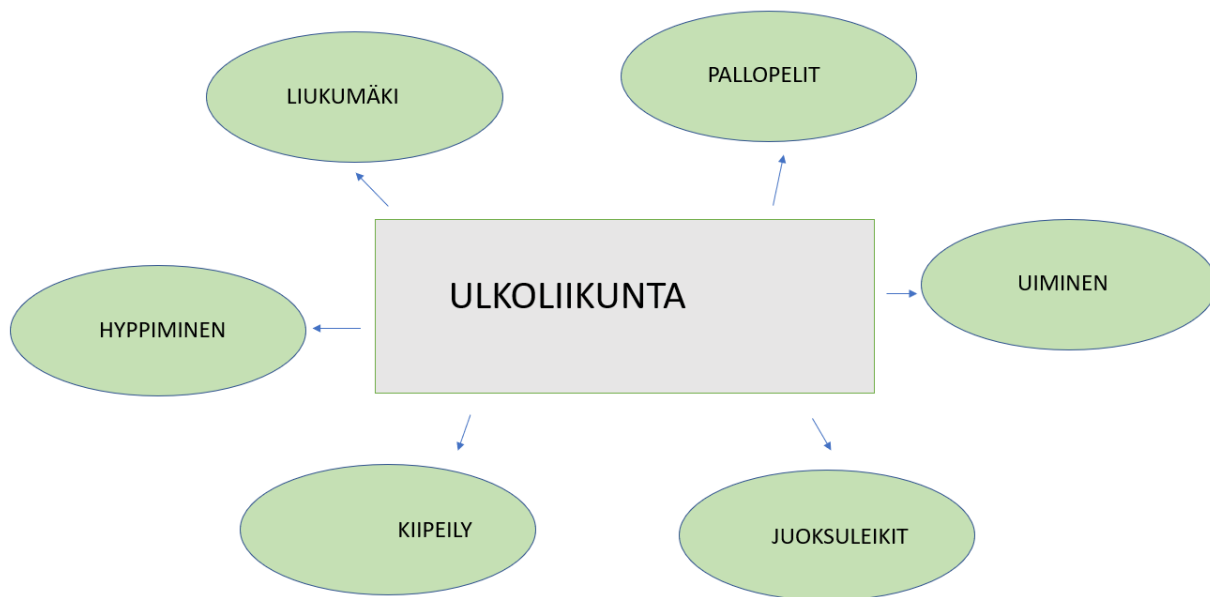 LIUKUMÄKI
PALLOPELIT
ULKOLIIKUNTA
UIMINEN
HYPPIMINEN
KIIPEILY
JUOKSULEIKIT